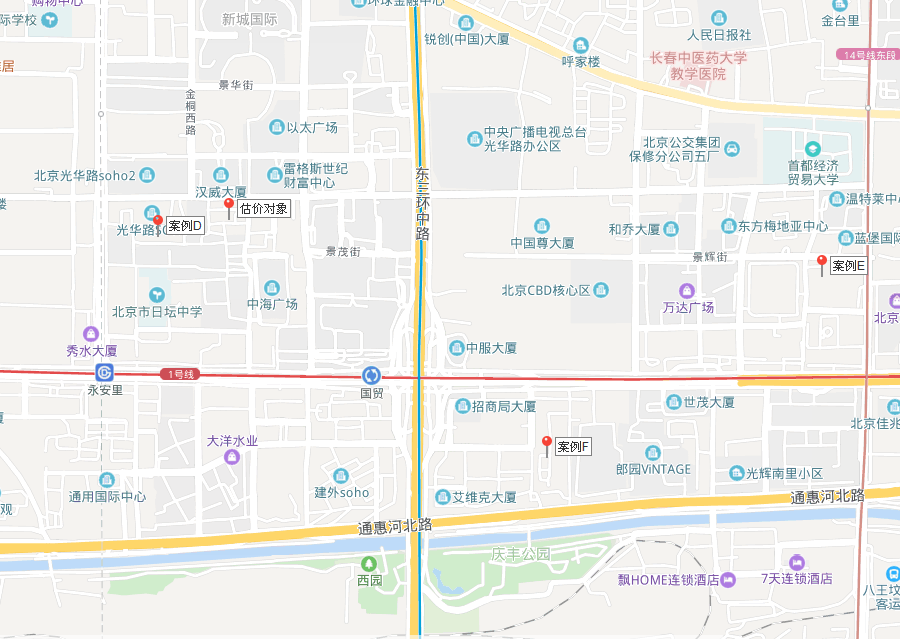 购物中心
环球金融中心
际学校
新城国际
锐创(中国)大厦
人民日报社
金台里
呼家楼
长春中医药大学
教学医院
14号线东段
景华街
金桐西路
以太广场
中央广播电视总台
光华路办公区
北京公交集团
保修分公司五厂
首都经济
贸易大学
北京光华路soho2
汉威大厦
雷格斯世纪
财富中心
东三环中路
估价对象
案例D
光华路SO
温特莱中心
中国尊大厦
和乔大厦
东方梅地亚中心
蓝堡国际
景茂街
景辉街
案例E
北京市日坛中学
中海广场
北京CBD核心区
万达广场
北京
秀水大厦
中服大厦
永安里
1号线
国贸
招商局大厦
世茂大厦
北京佳兆
大洋水业
案例F
郎园ViNTAGE
光辉南里小区
通用国际中心
建外soho
艾维克大厦
通惠河北路
通惠河北路
观
西园
庆丰公园
飘HOME连锁酒店
7天连锁酒店
八王坟
客运